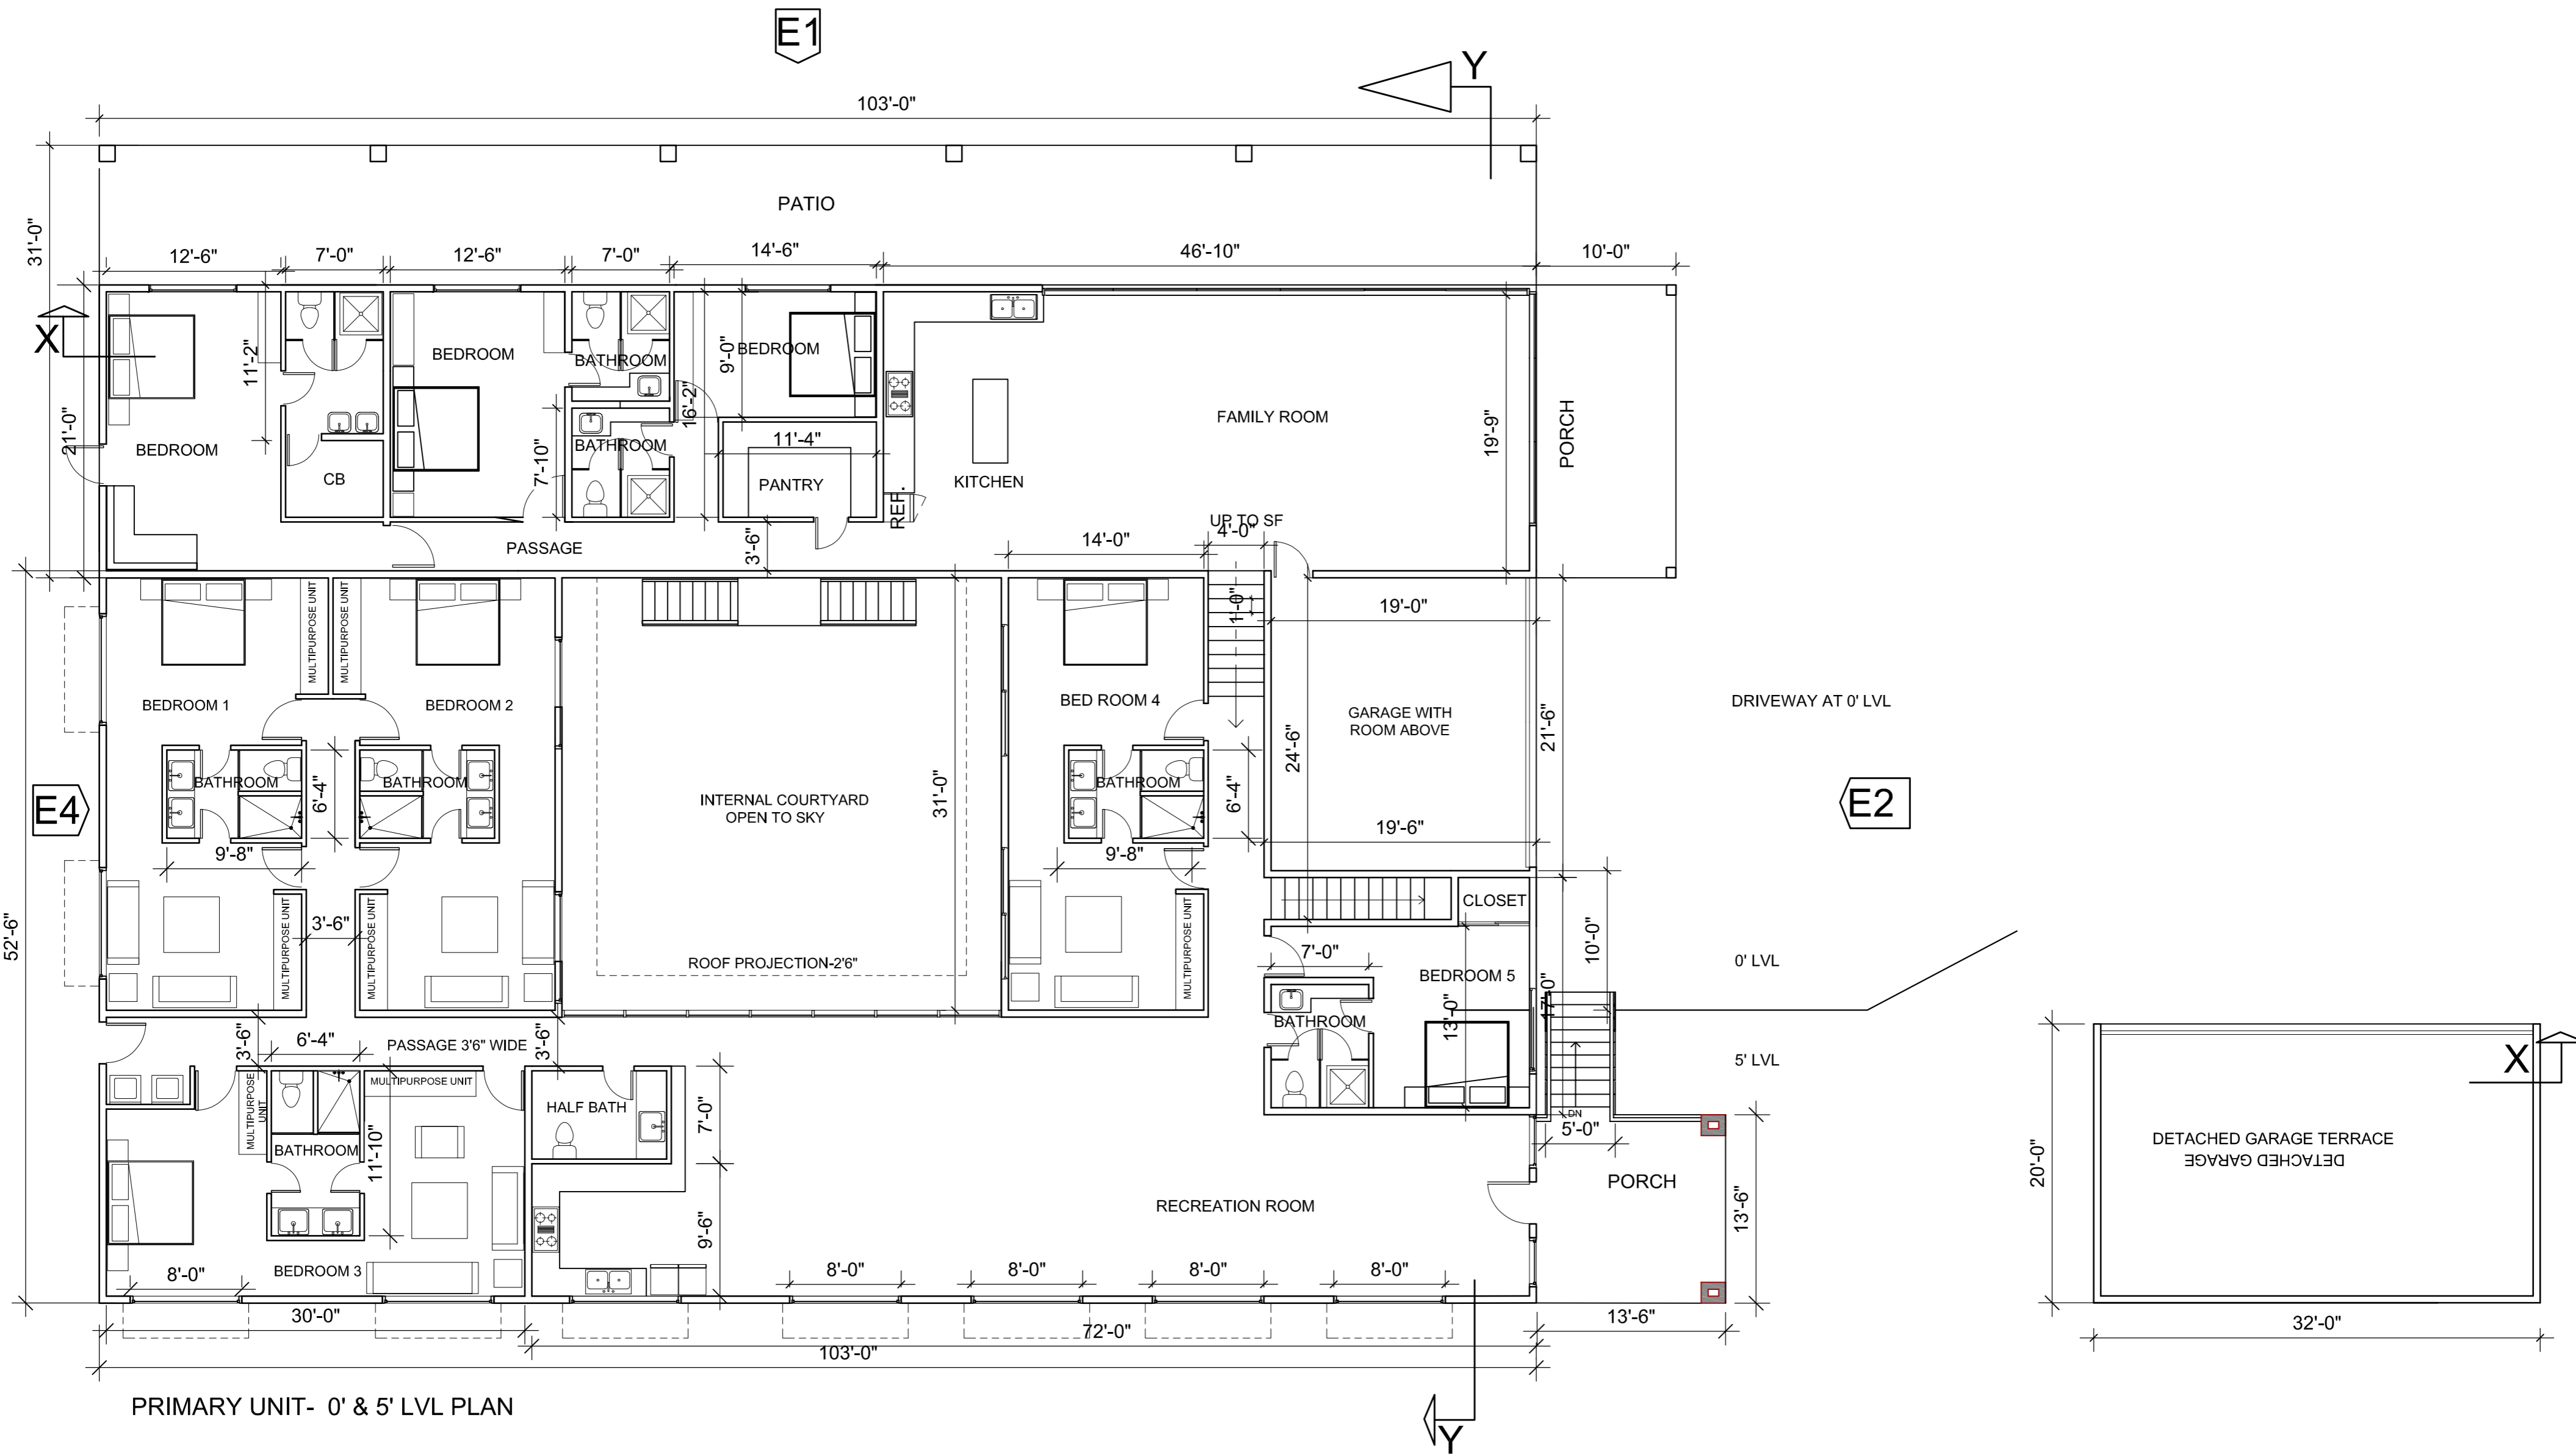 E1
Y
103'-0"
PATIO
31'-0"
12'-6"
7'-0"
12'-6"
7'-0"
14'-6"
46'-10"
10'-0"
X
21'-0"
11'-2"
BEDROOM
CB
BEDROOM
7'-10"
BATHROOM
BATHROOM
16'-2"
9'-0"
BEDROOM
11'-4"
PANTRY
REF.
KITCHEN
FAMILY ROOM
19'-9"
PORCH
PASSAGE
3'-6"
14'-0"
UP TO SF
4'-0"
1'-0"
19'-0"
MULTIPURPOSE UNIT
MULTIPURPOSE UNIT
BEDROOM 1
BEDROOM 2
BED ROOM 4
GARAGE WITH
ROOM ABOVE
21'-6"
DRIVEWAY AT 0' LVL
24'-6"
E4
BATHROOM
6'-4"
BATHROOM
INTERNAL COURTYARD
OPEN TO SKY
31'-0"
BATHROOM
6'-4"
19'-6"
E2
9'-8"
9'-8"
52'-6"
MULTIPURPOSE UNIT
3'-6"
MULTIPURPOSE UNIT
ROOF PROJECTION-2'6"
MULTIPURPOSE UNIT
CLOSET
7'-0"
BEDROOM 5
10'-0"
0' LVL
17'-0"
13'-0"
BATHROOM
3'-6"
6'-4"
PASSAGE 3'6" WIDE
3'-6"
5' LVL
X
MULTIPURPOSE
UNIT
MULTIPURPOSE UNIT
HALF BATH
7'-0"
DN
5'-0"
BATHROOM
11'-10"
20'-0"
DETACHED GARAGE TERRACE
DETACHED GARAGE
PORCH
13'-6"
RECREATION ROOM
9'-6"
8'-0"
BEDROOM 3
8'-0"
8'-0"
8'-0"
8'-0"
30'-0"
72'-0"
13'-6"
32'-0"
103'-0"
PRIMARY UNIT- 0' & 5' LVL PLAN
Y